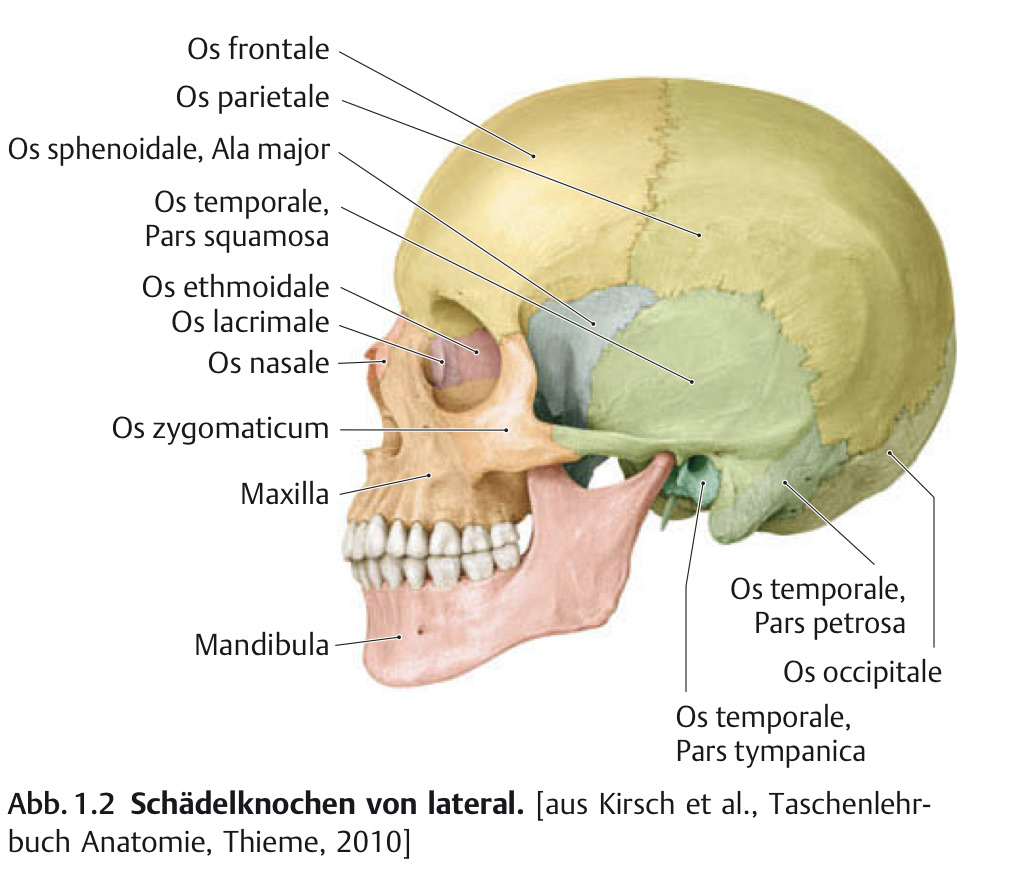 Os frontale
Os parietale
Os sphenoidale, Ala major
Os temporale,
Pars squamosa
Os ethmoidale
Os lacrimale
Os nasale
Os zygomaticum
Maxilla
Mandibula
Os temporale,
Pars petrosa
Os occipitale
Os temporale,
Pars tympanica
Abb. 1.2 Schädelknochen von lateral. [aus Kirsch et al., Taschenlehr-
buch Anatomie, Thieme, 2010]